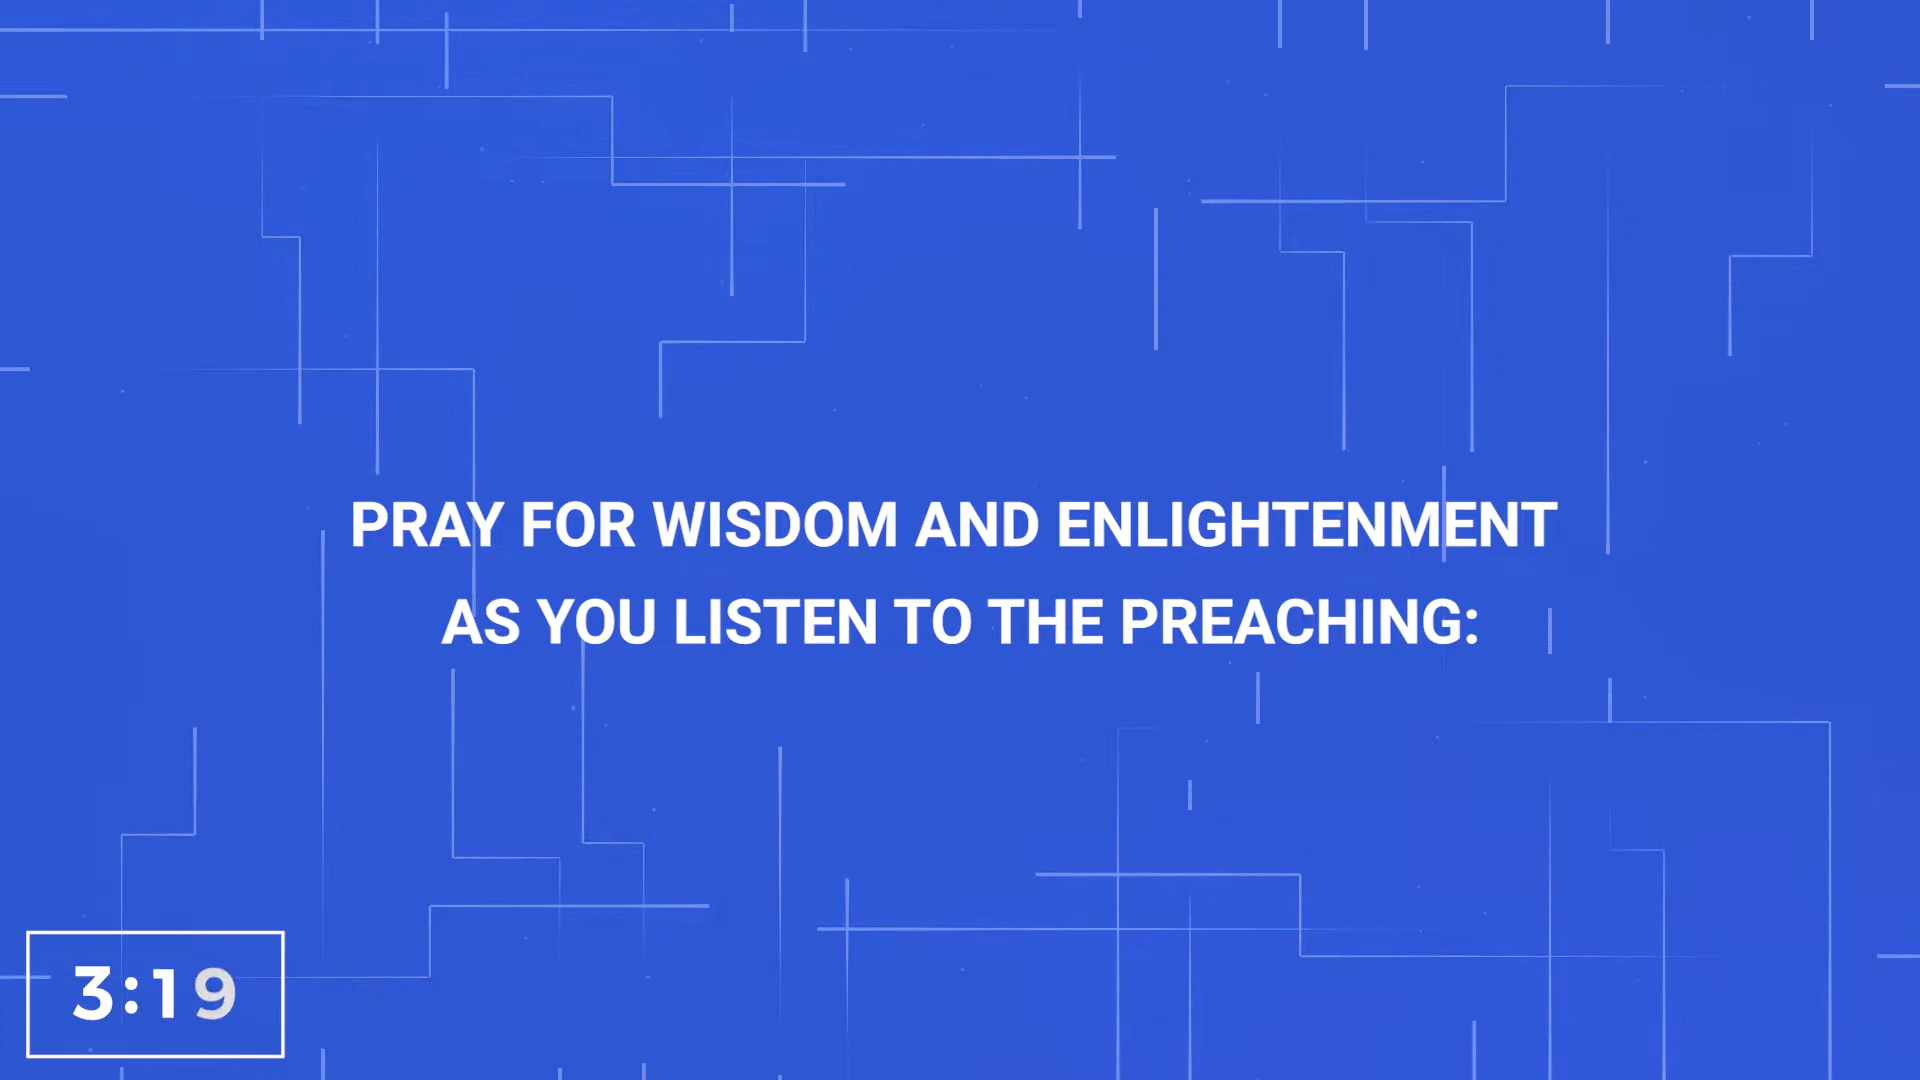 PRAY FOR WISDOM AND ENLIGHTENMENT
AS YOU LISTEN TO THE PREACHING:
3:19